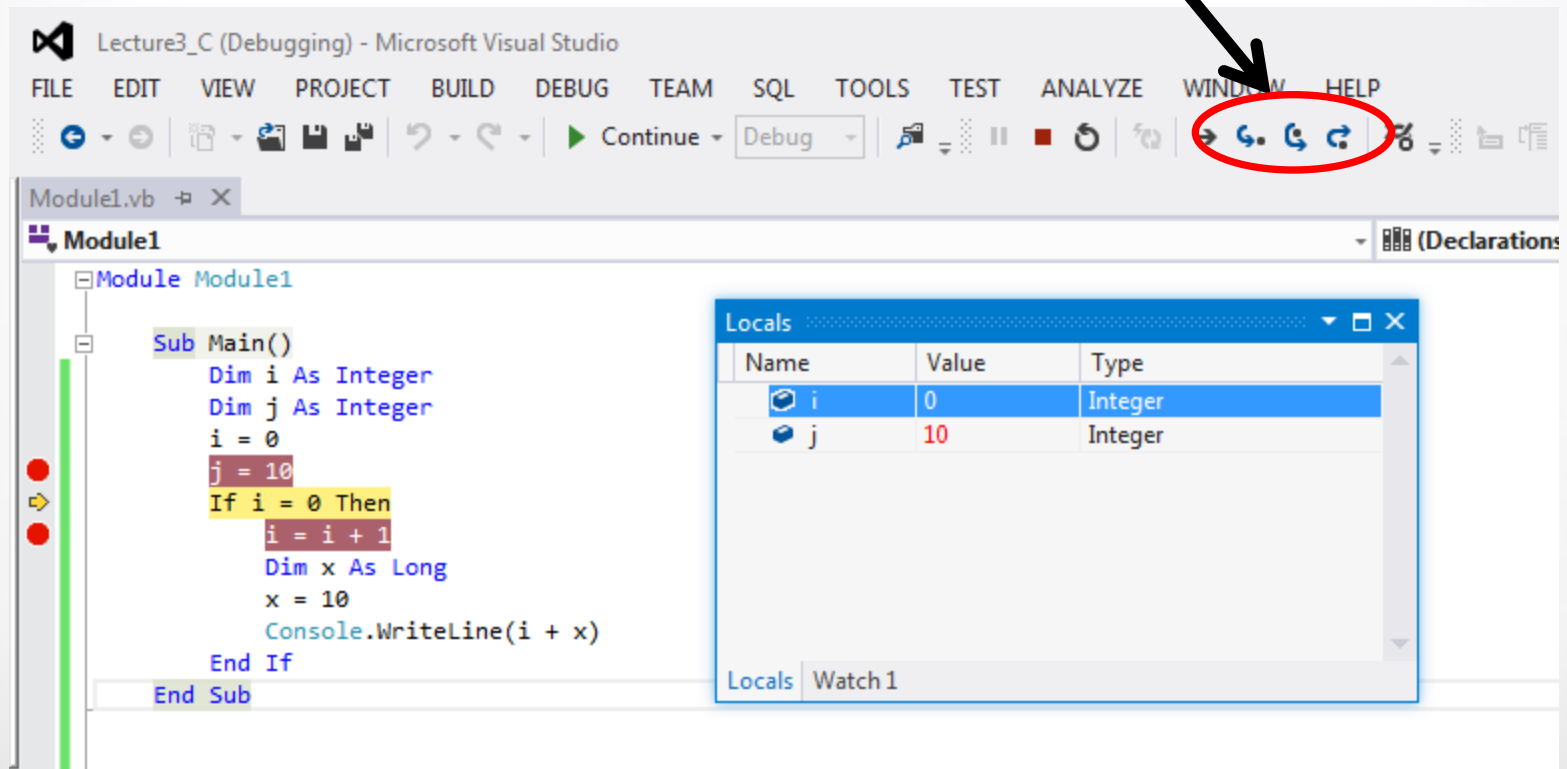 Lecture3_C (Debugging) - Microsoft Visual Studio
FILE EDIT VIEW PROJECT BUILD DEBUG TEAM SQL TOOLS TEST ANALYZE WINDOW HELP
Continue Debug
Module1.vb
Module1 (Declarations
Module Module1
Sub Main()
Dim i As Integer
Dim j As Integer
i = 0
j = 10
If i = 0 Then
i = i + 1
Dim x As Long
x = 10
Console.WriteLine(i + x)
End If
End Sub
Locals
Name Value Type
i 0 Integer
j 10 Integer
Locals Watch 1